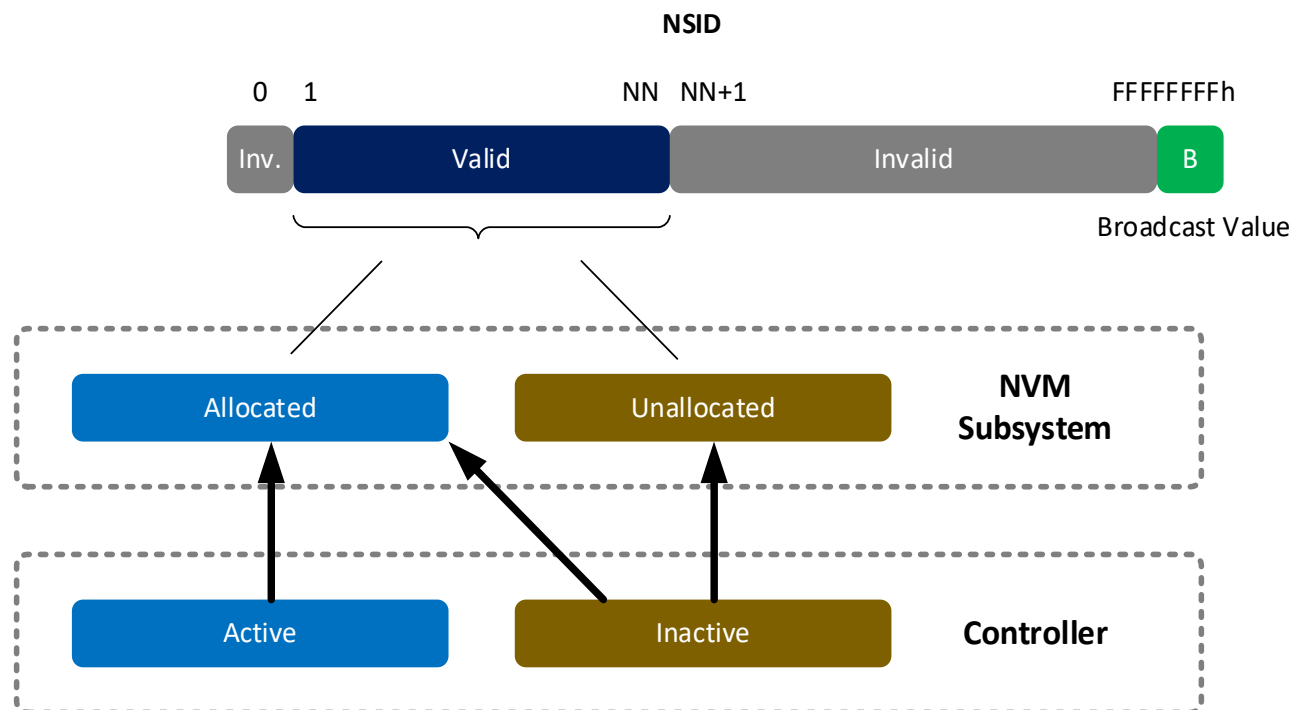 NSID
0 1 NN NN+1 FFFFFFFFh
Inv. Valid Invalid B
Broadcast Value
Allocated Unallocated NVM
Subsystem
Active Inactive Controller